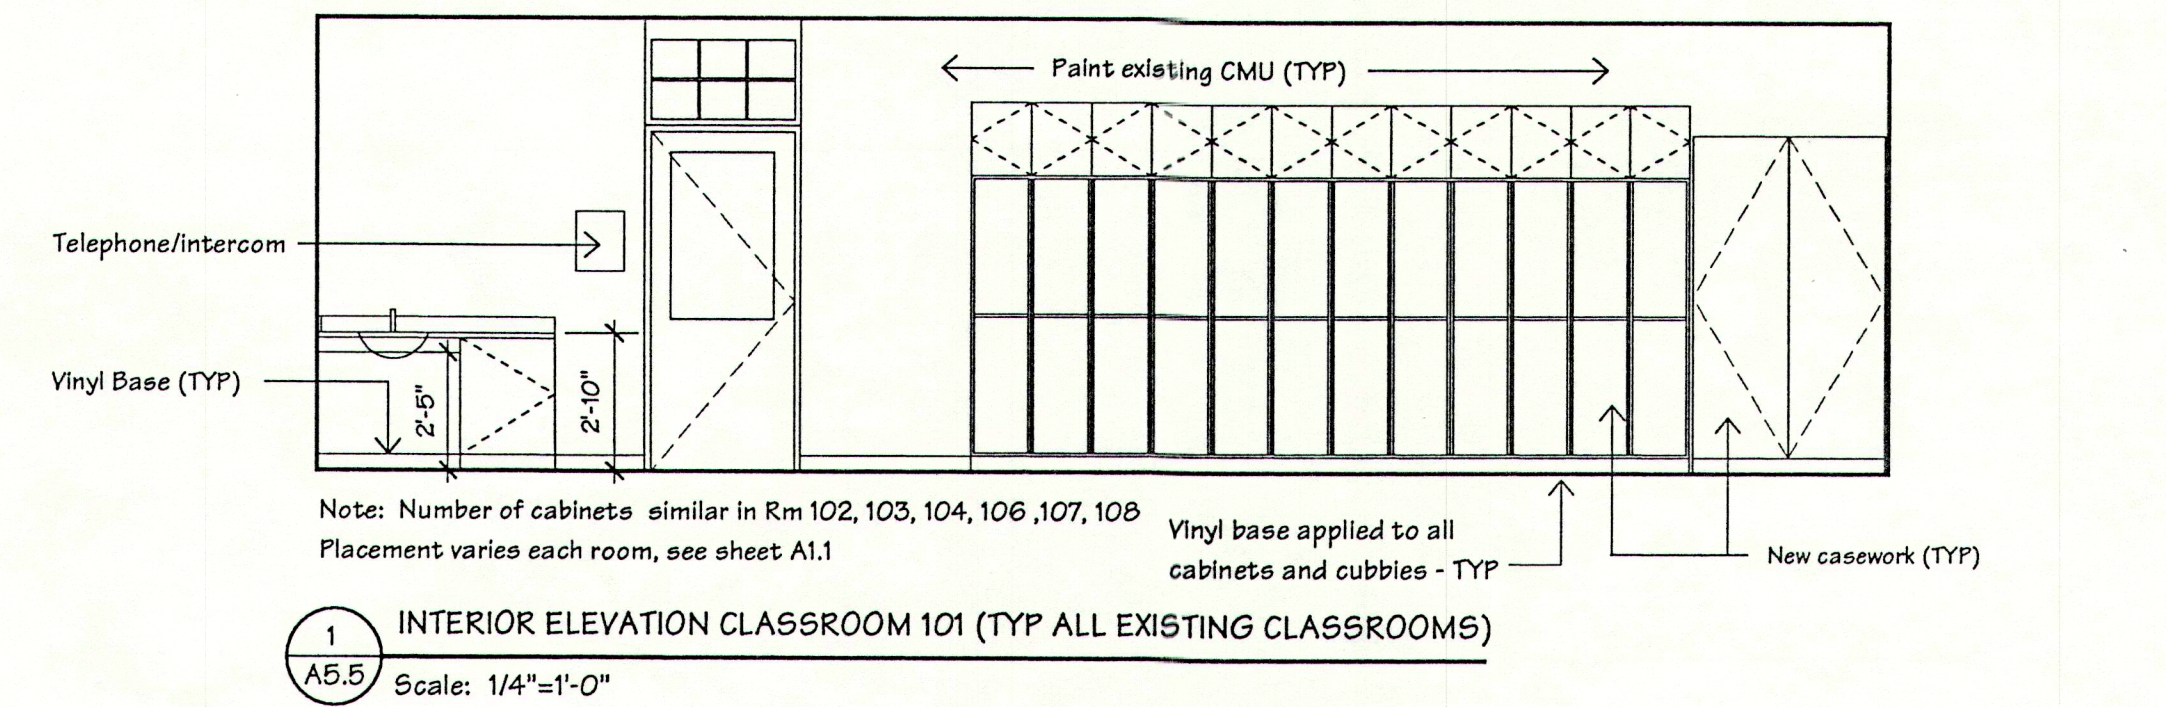 Paint existing CMU (TYP)
Telephone/intercom
Vinyl Base (TYP)
2'-5"
2'-10"
Note:  Number of cabinets  similar in Rm 102, 103, 104, 106 ,107, 108
Placement varies each room, see sheet A1.1
Vinyl base applied to all
cabinets and cubbies - TYP
New casework (TYP)
1
A5.5
INTERIOR ELEVATION CLASSROOM 101 (TYP ALL EXISTING CLASSROOMS)
Scale:  1/4"=1'-0"